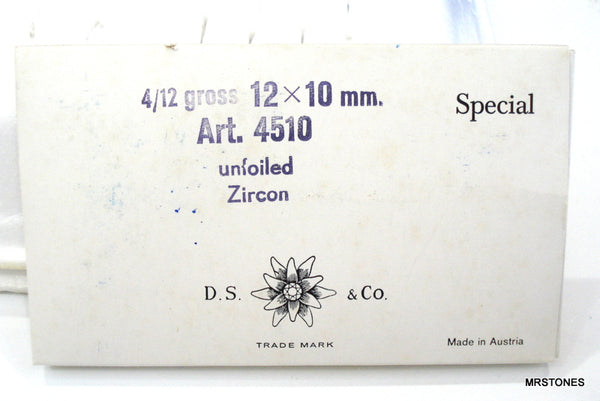 4/12 gross 12×10 mm.
Special
Art. 4510
unfoiled
Zircon
D.S. & Co.
TRADE MARK
Made in Austria
MRSTONES